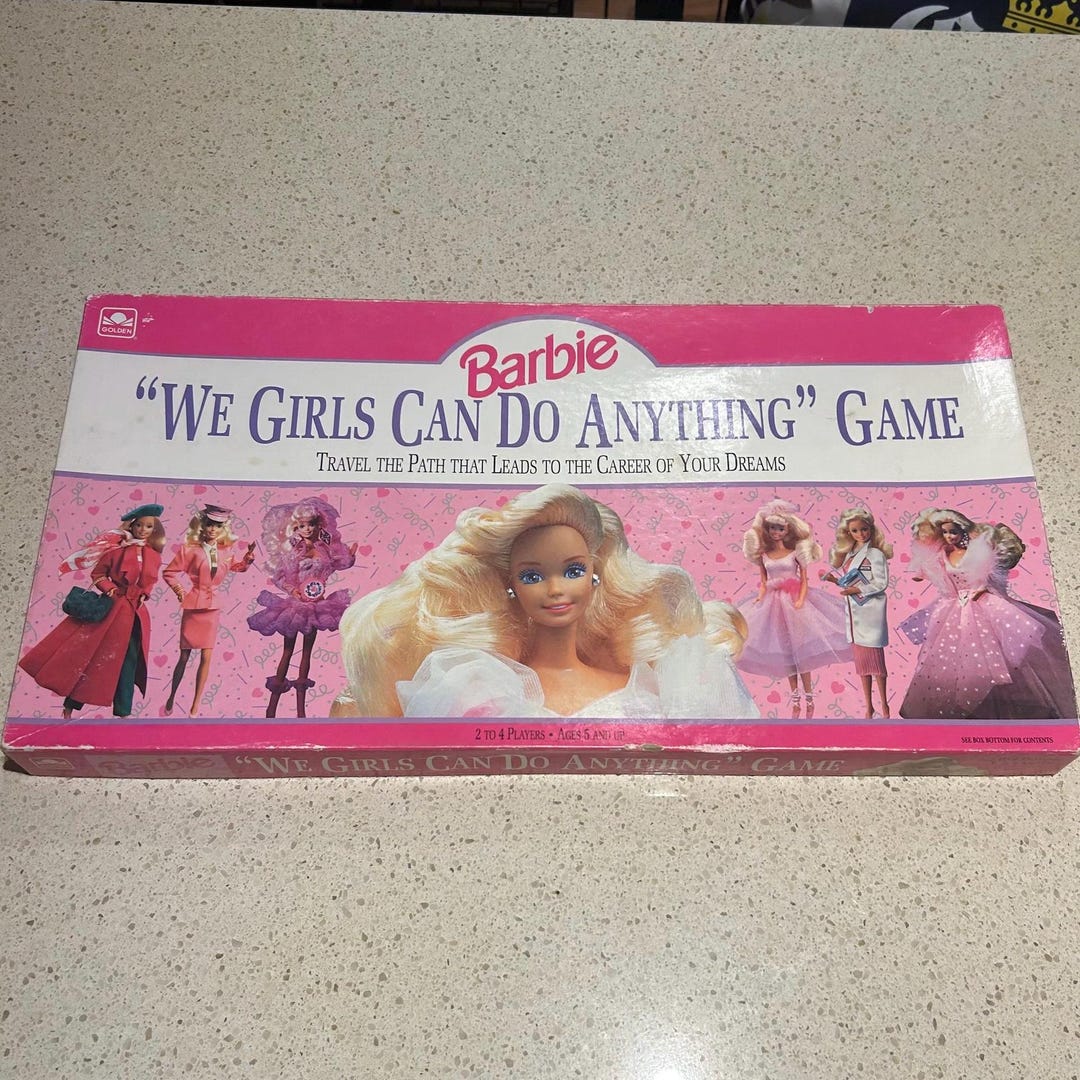 GOLDEN
Barbie
“WE GIRLS CAN DO ANYTHING” GAME
TRAVEL THE PATH THAT LEADS TO THE CAREER OF YOUR DREAMS
2 TO 4 PLAYERS • AGES 5 AND UP
SEE BOX BOTTOM FOR CONTENTS
Barbie “WE GIRLS CAN DO ANYTHING” GAME